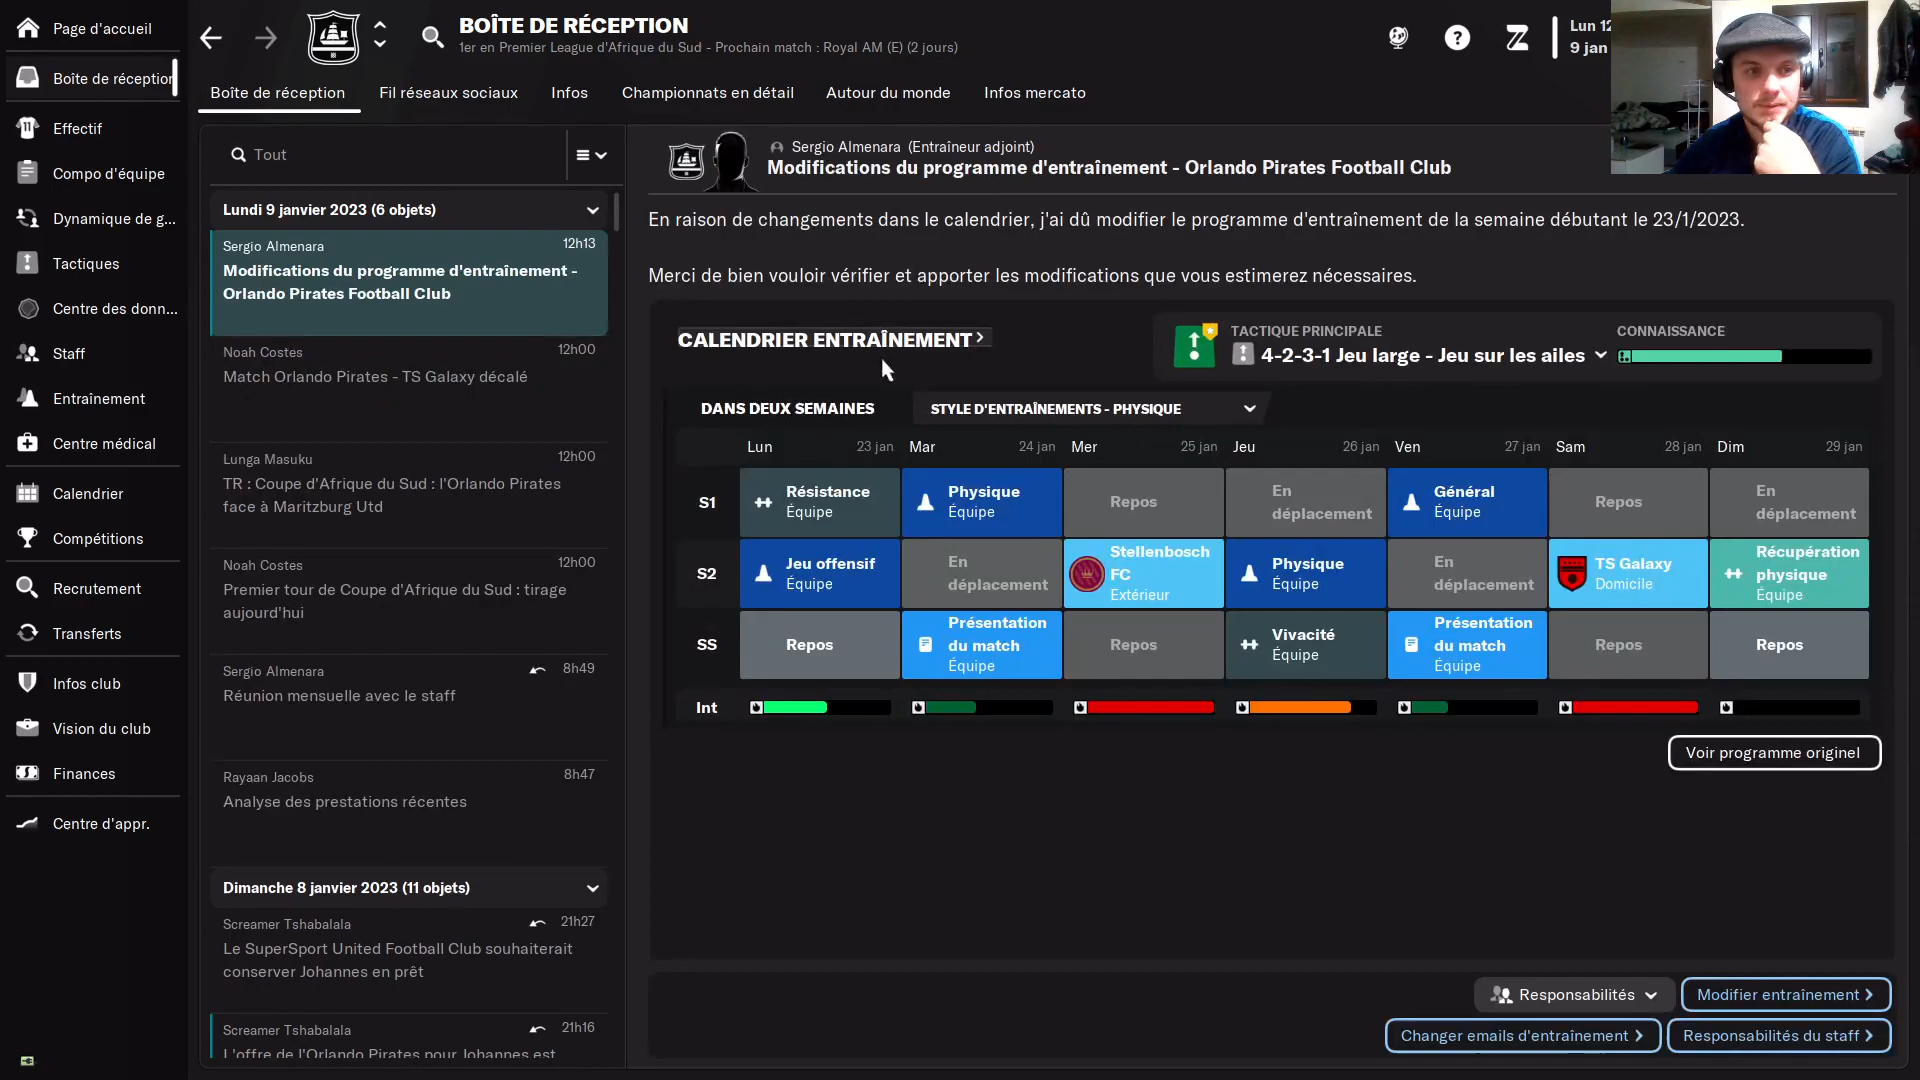 Page d'accueil
Boîte de réception
Effectif
Compo d'équipe
Dynamique de g...
Tactiques
Centre des donn...
Staff
Entraînement
Centre médical
Calendrier
Compétitions
Recrutement
Transferts
Infos club
Vision du club
Finances
Centre d'appr.
BOÎTE DE RÉCEPTION
1er en Premier League d'Afrique du Sud - Prochain match : Royal AM (E) (2 jours)
Lun 12
9 jan
Boîte de réception Fil réseaux sociaux Infos Championnats en détail Autour du monde Infos mercato
Tout
Lundi 9 janvier 2023 (6 objets)
Sergio Almenara 12h13
Modifications du programme d'entraînement -
Orlando Pirates Football Club
Noah Costes 12h00
Match Orlando Pirates - TS Galaxy décalé
Lunga Masuku 12h00
TR : Coupe d'Afrique du Sud : l'Orlando Pirates
face à Maritzburg Utd
Noah Costes 12h00
Premier tour de Coupe d'Afrique du Sud : tirage
aujourd'hui
Sergio Almenara 8h49
Réunion mensuelle avec le staff
Rayaan Jacobs 8h47
Analyse des prestations récentes
Dimanche 8 janvier 2023 (11 objets)
Screamer Tshabalala 21h27
Le SuperSport United Football Club souhaiterait
conserver Johannes en prêt
Screamer Tshabalala 21h16
L'offre de l'Orlando Pirates pour Johannes est
Sergio Almenara (Entraîneur adjoint)
Modifications du programme d'entraînement - Orlando Pirates Football Club
En raison de changements dans le calendrier, j'ai dû modifier le programme d'entraînement de la semaine débutant le 23/1/2023.
Merci de bien vouloir vérifier et apporter les modifications que vous estimerez nécessaires.
CALENDRIER ENTRAÎNEMENT
TACTIQUE PRINCIPALE
4-2-3-1 Jeu large - Jeu sur les ailes
CONNAISSANCE
DANS DEUX SEMAINES STYLE D'ENTRAÎNEMENTS - PHYSIQUE
Lun 23 jan Mar 24 jan Mer 25 jan Jeu 26 jan Ven 27 jan Sam 28 jan Dim 29 jan
S1
Résistance
Équipe
Physique
Équipe
Repos
En
déplacement
Général
Équipe
Repos
En
déplacement
S2
Jeu offensif
Équipe
En
déplacement
Stellenbosch
FC
Extérieur
Physique
Équipe
En
déplacement
TS Galaxy
Domicile
Récupération
physique
Équipe
SS
Repos
Présentation
du match
Équipe
Repos
Vivacité
Équipe
Présentation
du match
Équipe
Repos
Repos
Int
Voir programme originel
Responsabilités
Modifier entraînement
Changer emails d'entraînement
Responsabilités du staff